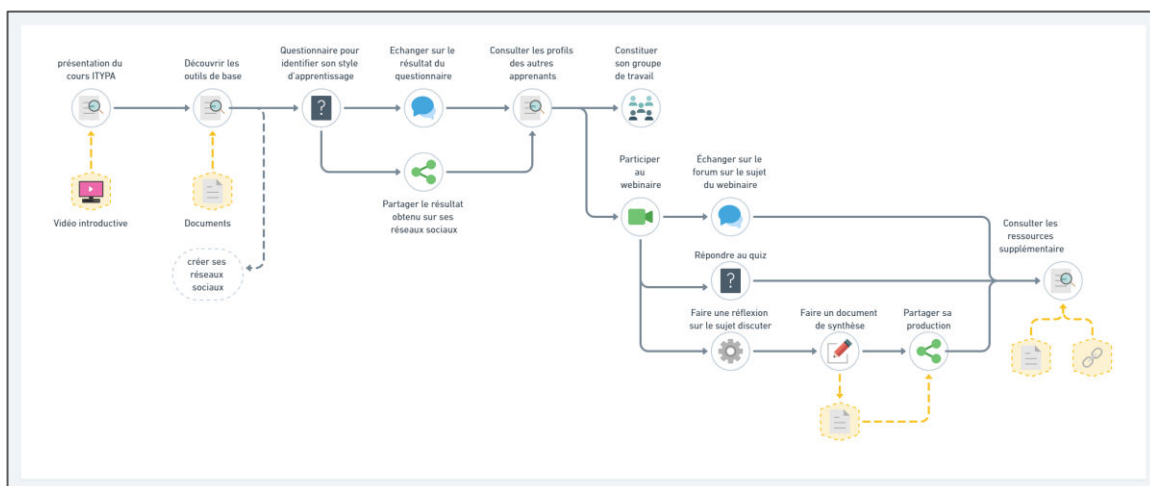 présentation du
cours ITYPA
Découvrir les
outils de base
Questionnaire pour
identifier son style
d'apprentissage
Echanger sur le
résultat du
questionnaire
Consulter les profils
des autres
apprenants
Constituer
son groupe
de travail
Vidéo introductive
Documents
créer ses
réseaux
sociaux
Partager le résultat
obtenu sur ses
réseaux sociaux
Participer
au
webinaire
Échanger sur le
forum sur le sujet
du webinaire
Répondre au quiz
Faire une réflexion
sur le sujet discuter
Faire un document
de synthèse
Partager sa
production
Consulter les
ressources
supplémentaire